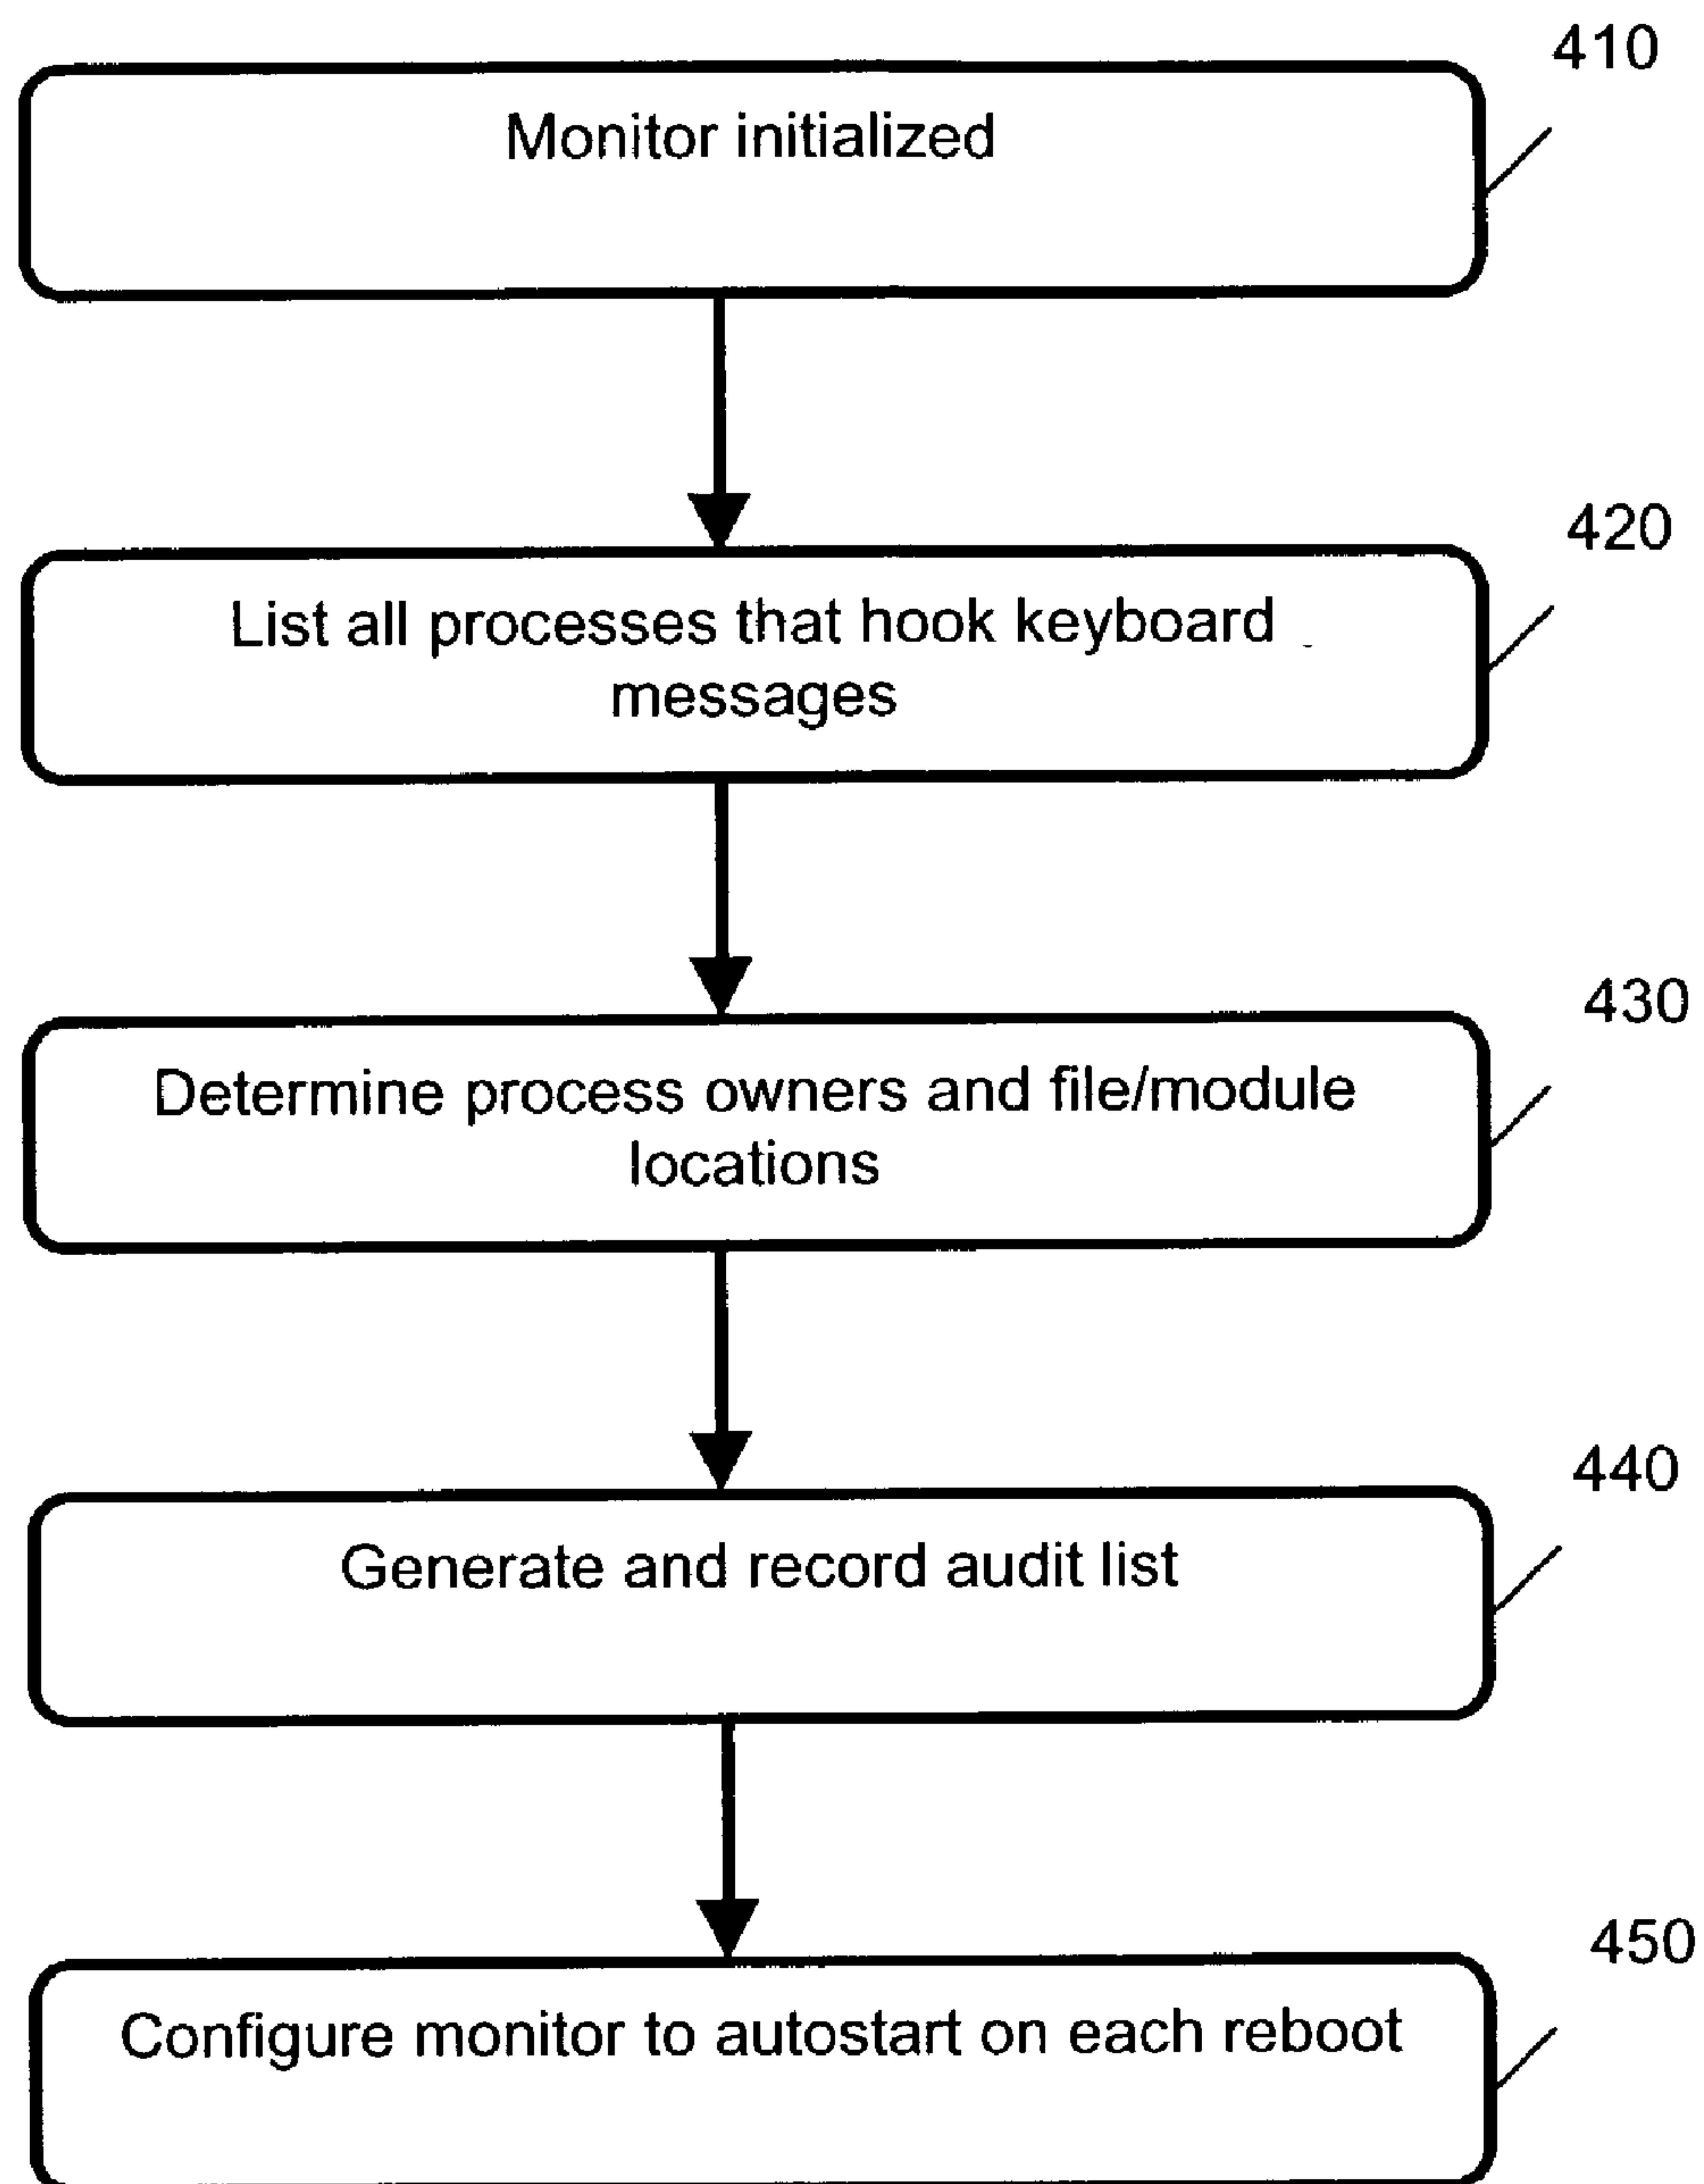 410
Monitor initialized
420
List all processes that hook keyboard
messages
430
Determine process owners and file/module
locations
440
Generate and record audit list
450
Configure monitor to autostart on each reboot